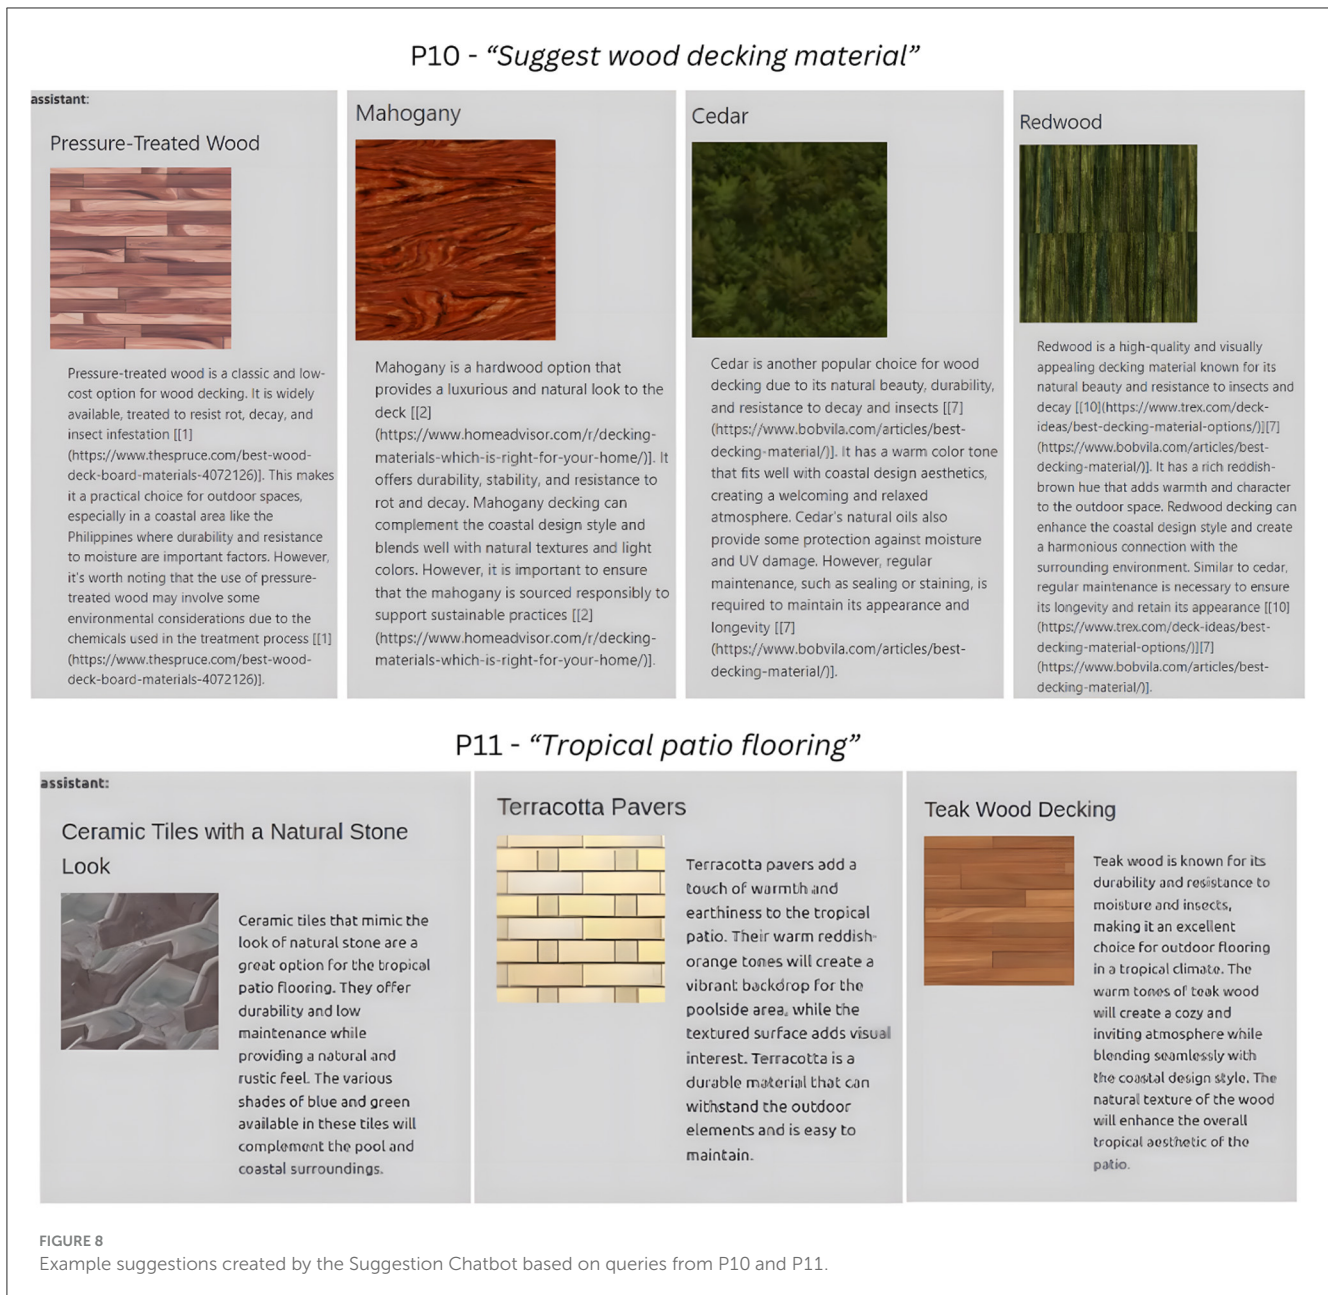 P10 - “Suggest wood decking material”
assistant:
Pressure-Treated Wood
Pressure-treated wood is a classic and low-
cost option for wood decking. It is widely
available, treated to resist rot, decay, and
insect infestation [[1]
(https://www.thespruce.com/best-wood-
deck-board-materials-4072126)]. This makes
it a practical choice for outdoor spaces,
especially in a coastal area like the
Philippines where durability and resistance
to moisture are important factors. However,
it's worth noting that the use of pressure-
treated wood may involve some
environmental considerations due to the
chemicals used in the treatment process [[1]
(https://www.thespruce.com/best-wood-
deck-board-materials-4072126)].
Mahogany
Mahogany is a hardwood option that
provides a luxurious and natural look to the
deck [[2]
(https://www.homeadvisor.com/r/decking-
materials-which-is-right-for-your-home/)]. It
offers durability, stability, and resistance to
rot and decay. Mahogany decking can
complement the coastal design style and
blends well with natural textures and light
colors. However, it is important to ensure
that the mahogany is sourced responsibly to
support sustainable practices [[2]
(https://www.homeadvisor.com/r/decking-
materials-which-is-right-for-your-home/)].
Cedar
Cedar is another popular choice for wood
decking due to its natural beauty, durability,
and resistance to decay and insects [[7]
(https://www.bobvila.com/articles/best-
decking-material/)]. It has a warm color tone
that fits well with coastal design aesthetics,
creating a welcoming and relaxed
atmosphere. Cedar's natural oils also
provide some protection against moisture
and UV damage. However, regular
maintenance, such as sealing or staining, is
required to maintain its appearance and
longevity [[7]
(https://www.bobvila.com/articles/best-
decking-material/)].
Redwood
Redwood is a high-quality and visually
appealing decking material known for its
natural beauty and resistance to insects and
decay [[10](https://www.trex.com/deck-
ideas/best-decking-material-options/)][7]
(https://www.bobvila.com/articles/best-
decking-material/)]. It has a rich reddish-
brown hue that adds warmth and character
to the outdoor space. Redwood decking can
enhance the coastal design style and create
a harmonious connection with the
surrounding environment. Similar to cedar,
regular maintenance is necessary to ensure
its longevity and retain its appearance [[10]
(https://www.trex.com/deck-ideas/best-
decking-material-options/)][7]
(https://www.bobvila.com/articles/best-
decking-material/)].
P11 - “Tropical patio flooring”
assistant:
Ceramic Tiles with a Natural Stone
Look
Ceramic tiles that mimic the
look of natural stone are a
great option for the tropical
patio flooring. They offer
durability and low
maintenance while
providing a natural and
rustic feel. The various
shades of blue and green
available in these tiles will
complement the pool and
coastal surroundings.
Terracotta Pavers
Terracotta pavers add a
touch of warmth and
earthiness to the tropical
patio. Their warm reddish-
orange tones will create a
vibrant backdrop for the
poolside area, while the
textured surface adds visual
interest. Terracotta is a
durable material that can
withstand the outdoor
elements and is easy to
maintain.
Teak Wood Decking
Teak wood is known for its
durability and resistance to
moisture and insects,
making it an excellent
choice for outdoor flooring
in a tropical climate. The
warm tones of teak wood
will create a cozy and
inviting atmosphere while
blending seamlessly with
the coastal design style. The
natural texture of the wood
will enhance the overall
tropical aesthetic of the
patio.
FIGURE 8
Example suggestions created by the Suggestion Chatbot based on queries from P10 and P11.